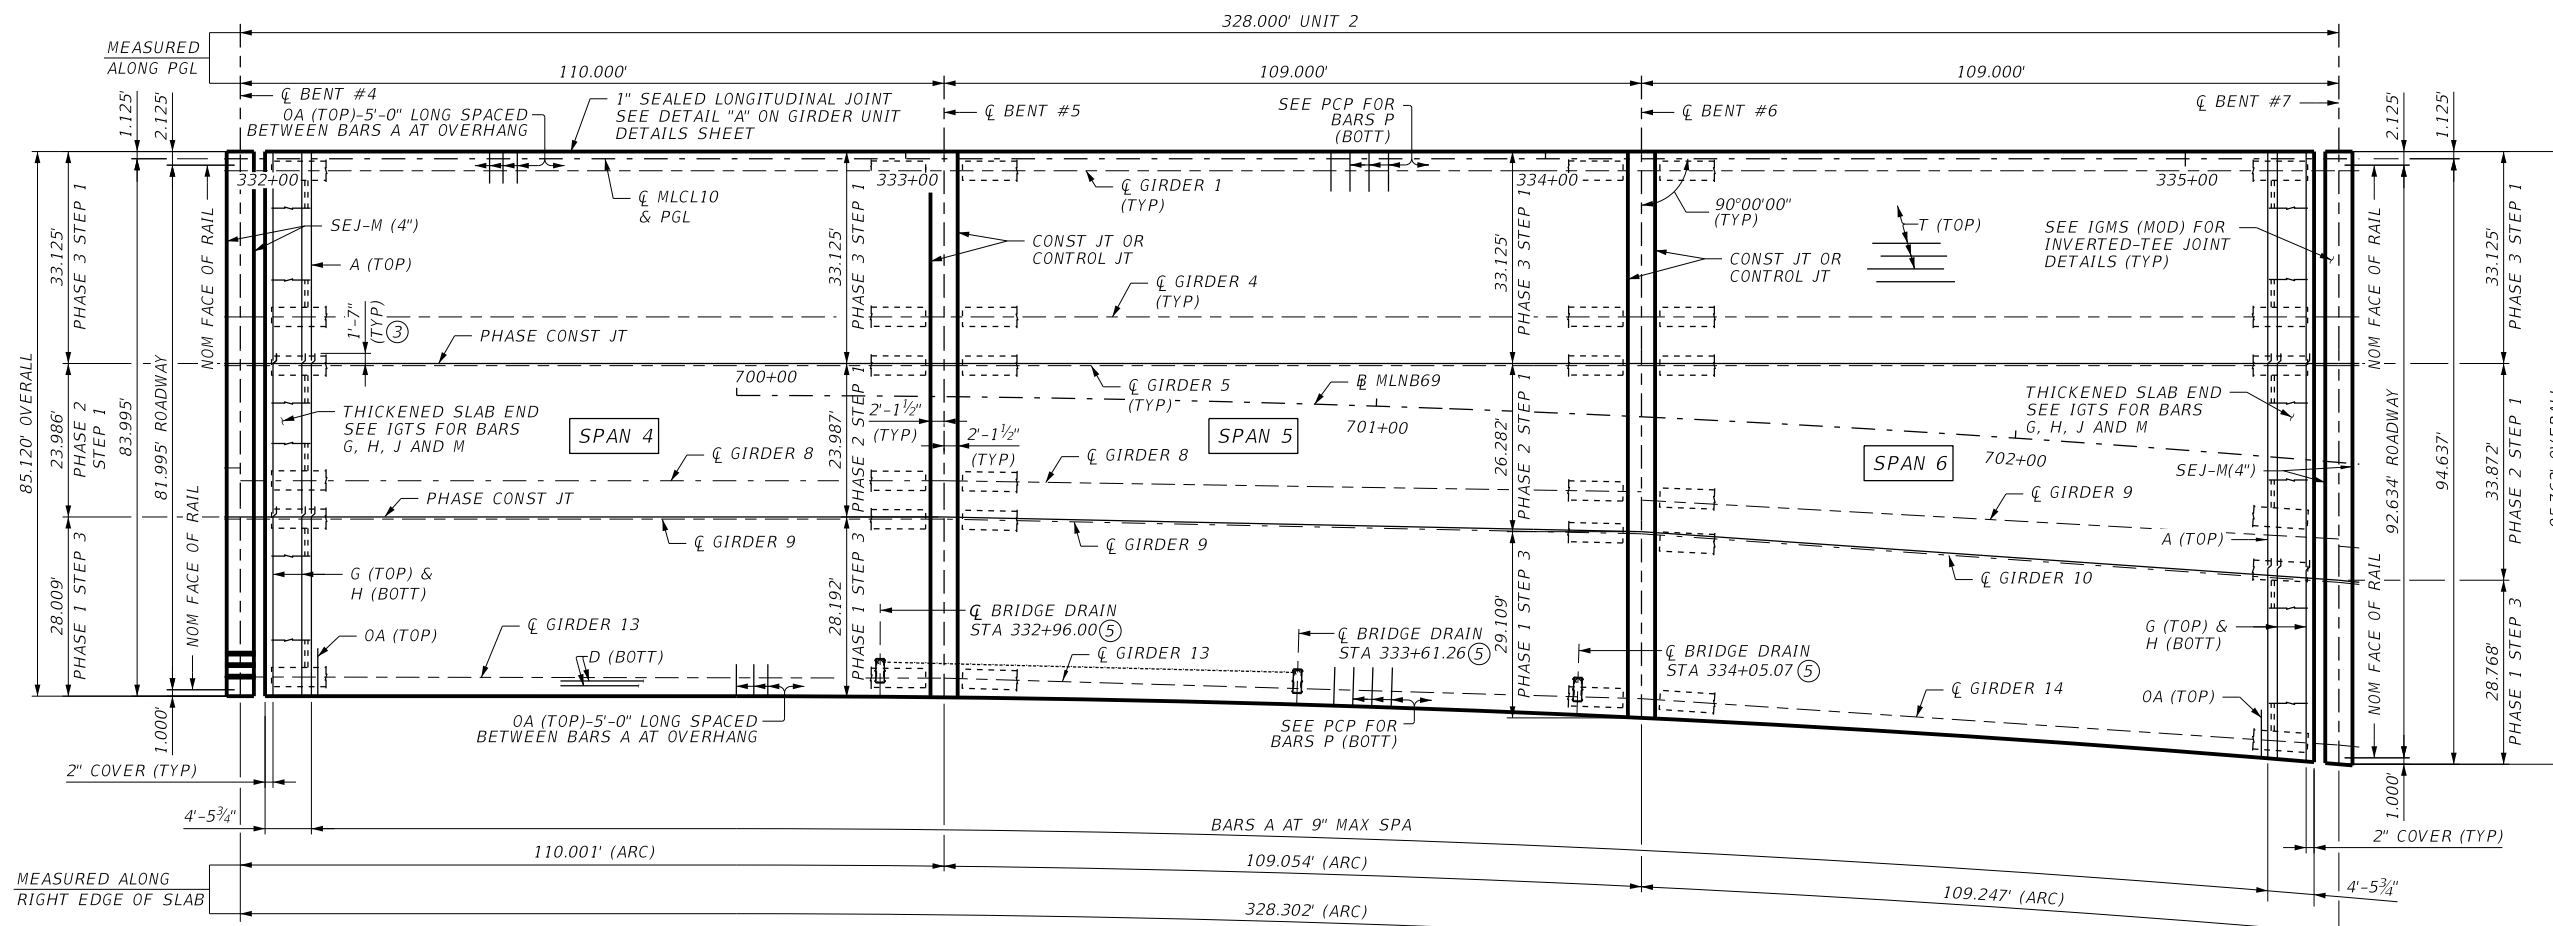 328.000' UNIT 2
MEASURED
ALONG PGL
110.000'
109.000'
109.000'
℄ BENT #4
℄ BENT #5
℄ BENT #6
℄ BENT #7
OA (TOP)-5'-0" LONG SPACED
BETWEEN BARS A AT OVERHANG
1" SEALED LONGITUDINAL JOINT
SEE DETAIL "A" ON GIRDER UNIT
DETAILS SHEET
SEE PCP FOR
BARS P
(BOTT)
1.125'
2.125'
2.125'
1.125'
332+00
333+00
334+00
335+00
℄ MLCL10
& PGL
℄ GIRDER 1
(TYP)
90°00'00"
(TYP)
T (TOP)
SEE IGMS (MOD) FOR
INVERTED-TEE JOINT
DETAILS (TYP)
SEJ-M (4")
A (TOP)
CONST JT OR
CONTROL JT
CONST JT OR
CONTROL JT
℄ GIRDER 4
(TYP)
1'-7"
(TYP)
3
PHASE CONST JT
85.120' OVERALL
33.125'
PHASE 3 STEP 1
23.986'
PHASE 2
STEP 1
28.009'
PHASE 1 STEP 3
83.995'
81.995' ROADWAY
NOM FACE OF RAIL
NOM FACE OF RAIL
1.000'
33.125'
PHASE 3 STEP 1
23.987'
PHASE 2 STEP 1
28.192'
PHASE 1 STEP 3
33.125'
PHASE 3 STEP 1
26.282'
PHASE 2 STEP 1
29.109'
PHASE 1 STEP 3
700+00
℄ GIRDER 5
(TYP)
B MLNB69
701+00
702+00
THICKENED SLAB END
SEE IGTS FOR BARS
G, H, J AND M
SPAN 4
2'-1½"
(TYP)
2'-1½"
(TYP)
SPAN 5
SPAN 6
THICKENED SLAB END
SEE IGTS FOR BARS
G, H, J AND M
℄ GIRDER 8
℄ GIRDER 8
SEJ-M(4")
℄ GIRDER 9
PHASE CONST JT
℄ GIRDER 9
℄ GIRDER 9
A (TOP)
℄ GIRDER 10
G (TOP) &
H (BOTT)
OA (TOP)
℄ GIRDER 13
D (BOTT)
℄ BRIDGE DRAIN
STA 332+96.00 5
℄ GIRDER 13
℄ BRIDGE DRAIN
STA 333+61.26 5
℄ BRIDGE DRAIN
STA 334+05.07 5
G (TOP) &
H (BOTT)
℄ GIRDER 14
OA (TOP)
OA (TOP)-5'-0" LONG SPACED
BETWEEN BARS A AT OVERHANG
SEE PCP FOR
BARS P (BOTT)
NOM FACE OF RAIL
NOM FACE OF RAIL
92.634' ROADWAY
94.637'
33.125'
PHASE 3 STEP 1
33.872'
PHASE 2 STEP 1
28.768'
PHASE 1 STEP 3
1.000'
2" COVER (TYP)
4'-5¾"
BARS A AT 9" MAX SPA
2" COVER (TYP)
4'-5¾"
110.001' (ARC)
109.054' (ARC)
109.247' (ARC)
MEASURED ALONG
RIGHT EDGE OF SLAB
328.302' (ARC)